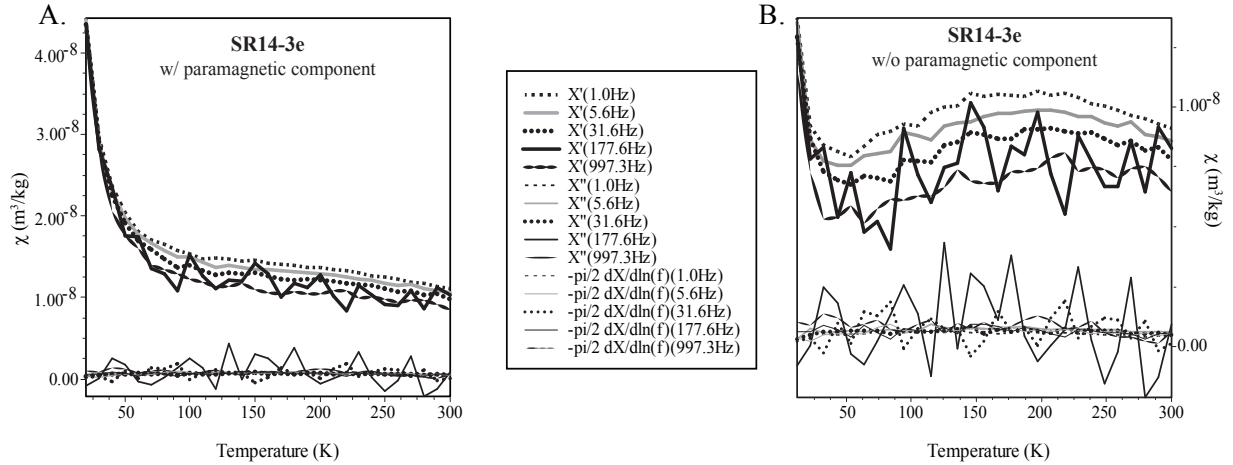 A.
SR14-3e
w/ paramagnetic component
4.00-8
3.00-8
2.00-8
1.00-8
0.00
χ (m³/kg)
50
100
150
200
250
300
Temperature (K)
X'(1.0Hz)
X'(5.6Hz)
X'(31.6Hz)
X'(177.6Hz)
X'(997.3Hz)
X"(1.0Hz)
X"(5.6Hz)
X"(31.6Hz)
X"(177.6Hz)
X"(997.3Hz)
-pi/2 dX/dln(f)(1.0Hz)
-pi/2 dX/dln(f)(5.6Hz)
-pi/2 dX/dln(f)(31.6Hz)
-pi/2 dX/dln(f)(177.6Hz)
-pi/2 dX/dln(f)(997.3Hz)
B.
SR14-3e
w/o paramagnetic component
1.00-8
0.00
χ (m³/kg)
50
100
150
200
250
300
Temperature (K)